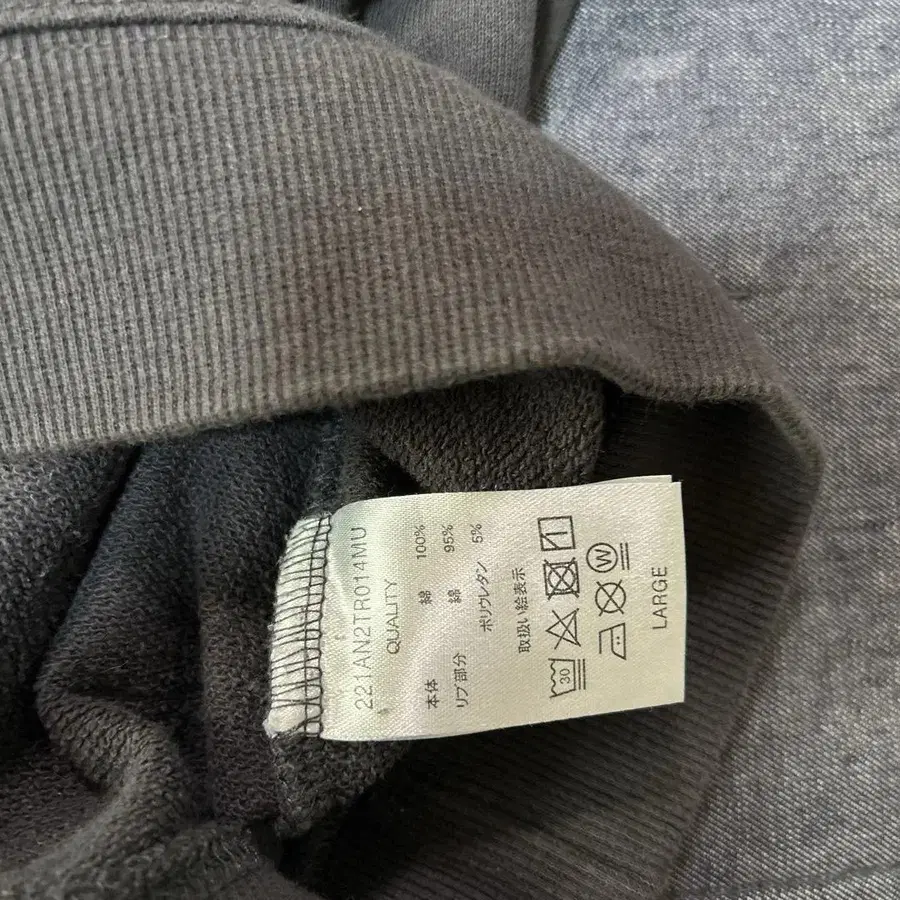 221AN2TR014MU
QUALITY
本体 綿 100%
リブ部分 綿 95%
ポリウレタン 5%
取扱い絵表示
30
W
LARGE